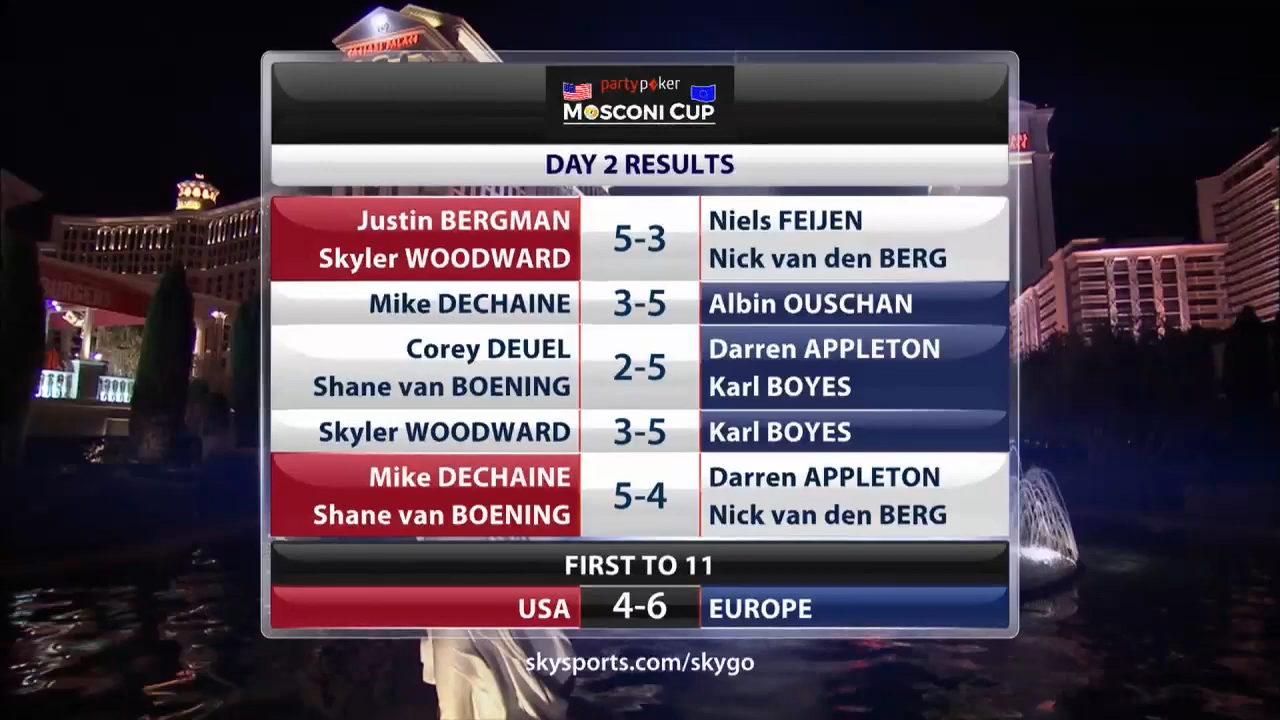 CAESARS PALACE
partypoker
MOSCONI CUP
DAY 2 RESULTS
Justin BERGMAN
Skyler WOODWARD
5-3
Niels FEIJEN
Nick van den BERG
Mike DECHAINE
3-5
Albin OUSCHAN
Corey DEUEL
Shane van BOENING
2-5
Darren APPLETON
Karl BOYES
Skyler WOODWARD
3-5
Karl BOYES
Mike DECHAINE
Shane van BOENING
5-4
Darren APPLETON
Nick van den BERG
FIRST TO 11
USA
4-6
EUROPE
skysports.com/skygo